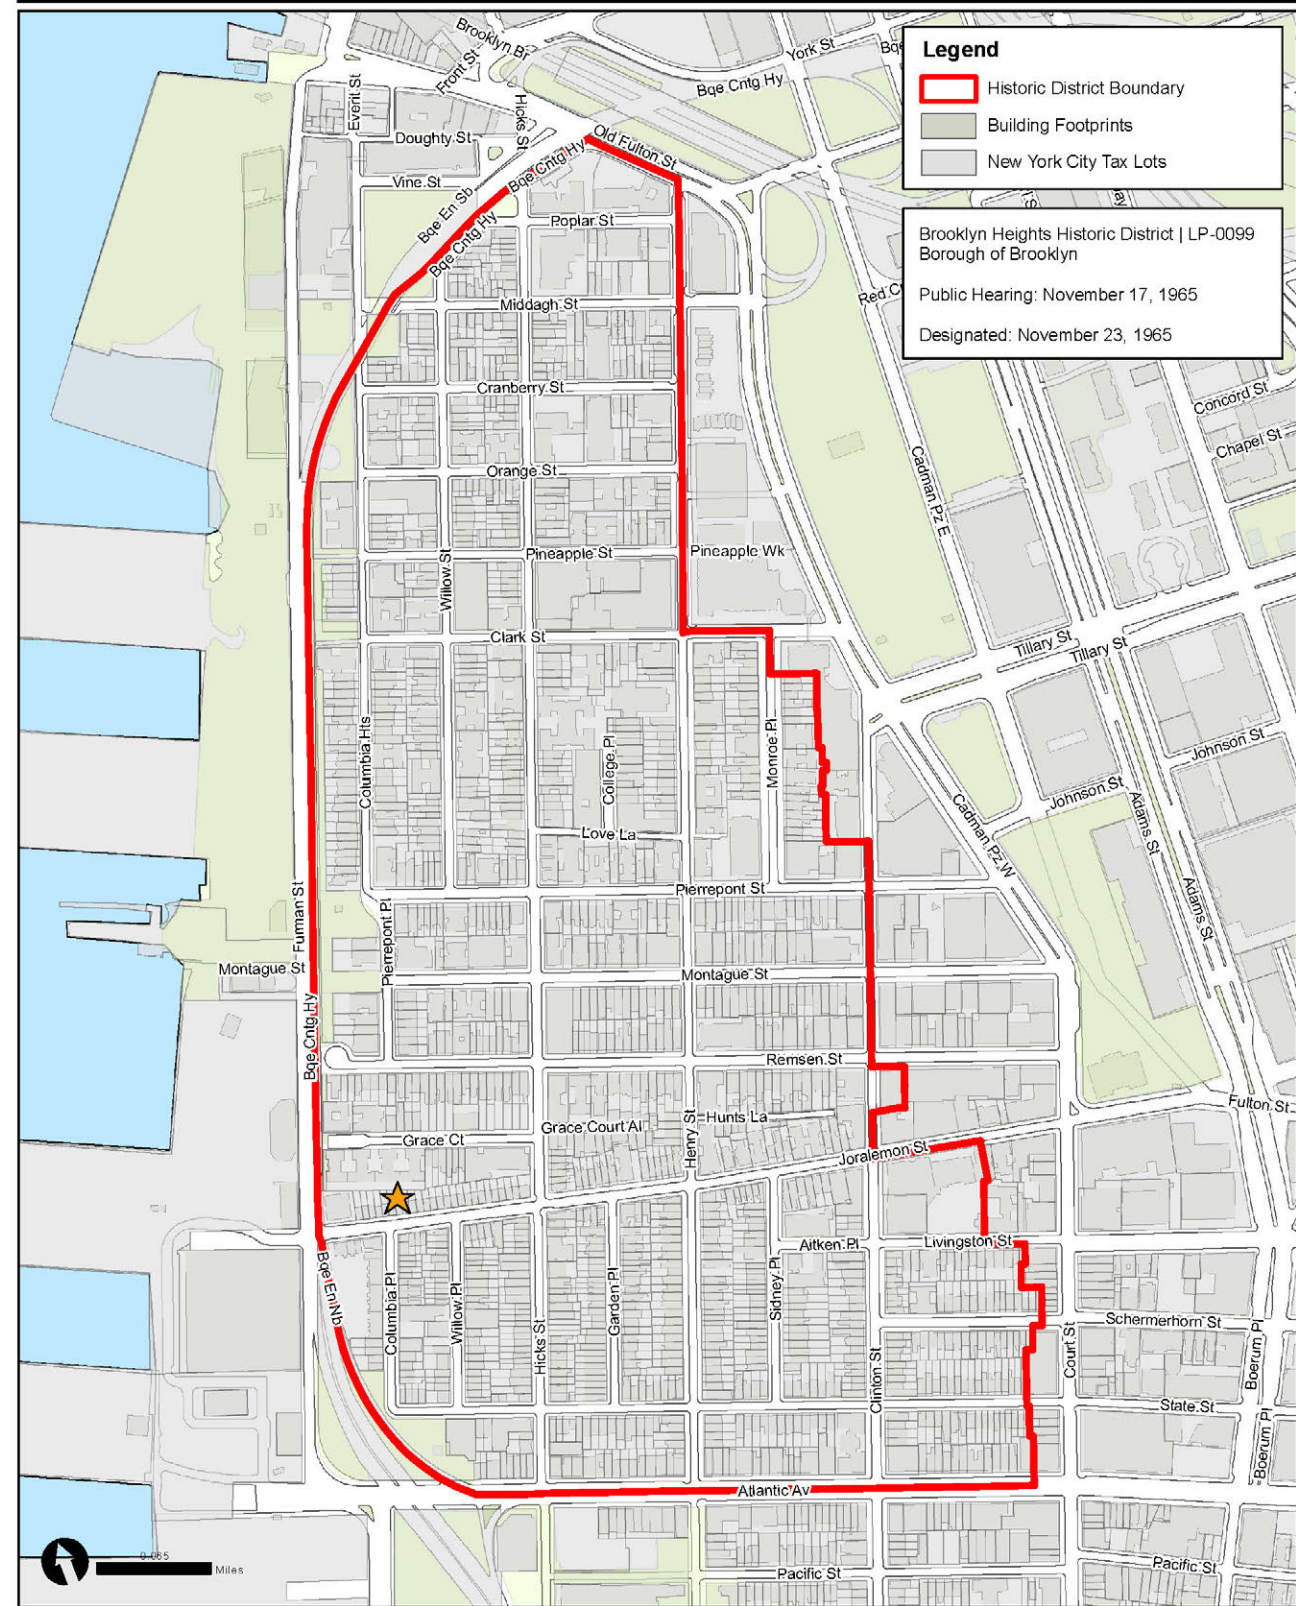 Legend
Historic District Boundary
Building Footprints
New York City Tax Lots
Brooklyn Heights Historic District | LP-0099
Borough of Brooklyn
Public Hearing: November 17, 1965
Designated: November 23, 1965
Brooklyn Br
York St
Front St
Bqe Cntg Hy
Everit St
Hicks St
Doughty St
Old Fulton St
Bqe Cntg Hy
Vine St
Bqe En Sb
Bqe Cntg Hy
Poplar St
Middagh St
Cranberry St
Concord St
Chapel St
Orange St
Cadman Pz E
Pineapple St
Pineapple Wk
Willow St
Clark St
Tillary St
Tillary St
Columbia Hts
College Pl
Monroe Pl
Johnson St
Johnson St
Adams St
Cadman Pz W
Love La
Pierrepont St
Furman St
Pierrepont Pl
Adams St
Montague St
Montague St
Bqe Cntg Hy
Remsen St
Fulton St
Grace Ct
Grace Court Al
Henry St
Hunts La
Joralemon St
Aitken Pl
Livingston St
Bqe En Nb
Columbia Pl
Willow Pl
Hicks St
Garden Pl
Sidney Pl
Clinton St
Court St
Schermerhorn St
Boerum Pl
State St
Boerum Pl
Atlantic Av
Pacific St
Pacific St
Miles